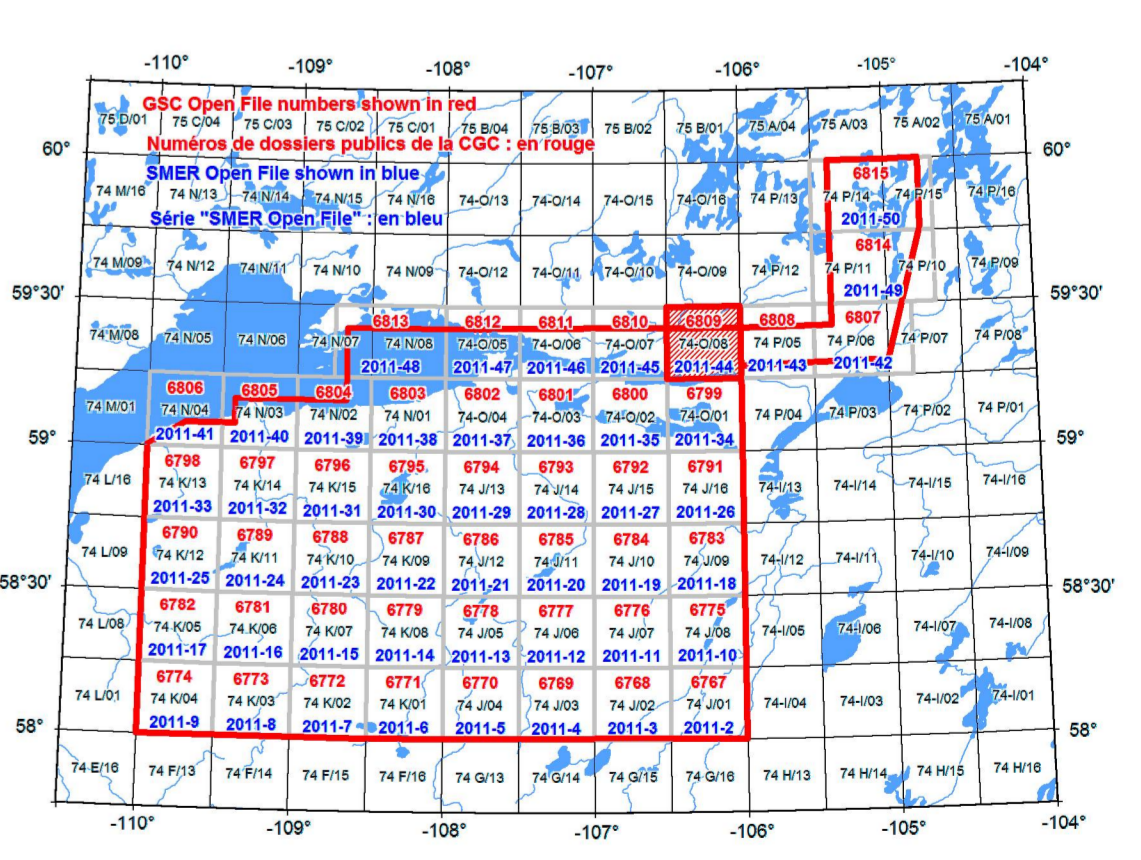 -110°
-109°
-108°
-107°
-106°
-105°
-104°
GSC Open File numbers shown in red
75 D/01 75 C/04 75 C/03 75 C/02 75 C/01 75 B/04 75 B/03 75 B/02 75 B/01 75 A/04 75 A/03 75 A/02 75 A/01
Numéros de dossiers publics de la CGC : en rouge
60°
60°
SMER Open File shown in blue
6815
74 M/16 74 N/13 74 N/14 74 N/15 74 N/16 74-O/13 74-O/14 74-O/15 74-O/16 74 P/13 74 P/14 74 P/15 74 P/16
Série "SMER Open File" : en bleu
2011-50
6814
74 M/09 74 N/12 74 N/11 74 N/10 74 N/09 74-O/12 74-O/11 74-O/10 74-O/09 74 P/12 74 P/11 74 P/10 74 P/09
2011-49
59°30'
59°30'
6813 6812 6811 6810 6809 6808 6807
74 M/08 74 N/05 74 N/06 74 N/07 74 N/08 74-O/05 74-O/06 74-O/07 74-O/08 74 P/05 74 P/06 74 P/07 74 P/08
2011-48 2011-47 2011-46 2011-45 2011-44 2011-43 2011-42
6806 6805 6804 6803 6802 6801 6800 6799
74 M/01 74 N/04 74 N/03 74 N/02 74 N/01 74-O/04 74-O/03 74-O/02 74-O/01 74 P/04 74 P/03 74 P/02 74 P/01
2011-41 2011-40 2011-39 2011-38 2011-37 2011-36 2011-35 2011-34
59°
59°
6798 6797 6796 6795 6794 6793 6792 6791
74 L/16 74 K/13 74 K/14 74 K/15 74 K/16 74 J/13 74 J/14 74 J/15 74 J/16 74-I/13 74-I/14 74-I/15 74-I/16
2011-33 2011-32 2011-31 2011-30 2011-29 2011-28 2011-27 2011-26
6790 6789 6788 6787 6786 6785 6784 6783
74 L/09 74 K/12 74 K/11 74 K/10 74 K/09 74 J/12 74 J/11 74 J/10 74 J/09 74-I/12 74-I/11 74-I/10 74-I/09
2011-25 2011-24 2011-23 2011-22 2011-21 2011-20 2011-19 2011-18
58°30'
58°30'
6782 6781 6780 6779 6778 6777 6776 6775
74 L/08 74 K/05 74 K/06 74 K/07 74 K/08 74 J/05 74 J/06 74 J/07 74 J/08 74-I/05 74-I/06 74-I/07 74-I/08
2011-17 2011-16 2011-15 2011-14 2011-13 2011-12 2011-11 2011-10
6774 6773 6772 6771 6770 6769 6768 6767
74 L/01 74 K/04 74 K/03 74 K/02 74 K/01 74 J/04 74 J/03 74 J/02 74 J/01 74-I/04 74-I/03 74-I/02 74-I/01
2011-9 2011-8 2011-7 2011-6 2011-5 2011-4 2011-3 2011-2
58°
58°
74 E/16 74 F/13 74 F/14 74 F/15 74 F/16 74 G/13 74 G/14 74 G/15 74 G/16 74 H/13 74 H/14 74 H/15 74 H/16
-110°
-109°
-108°
-107°
-106°
-105°
-104°